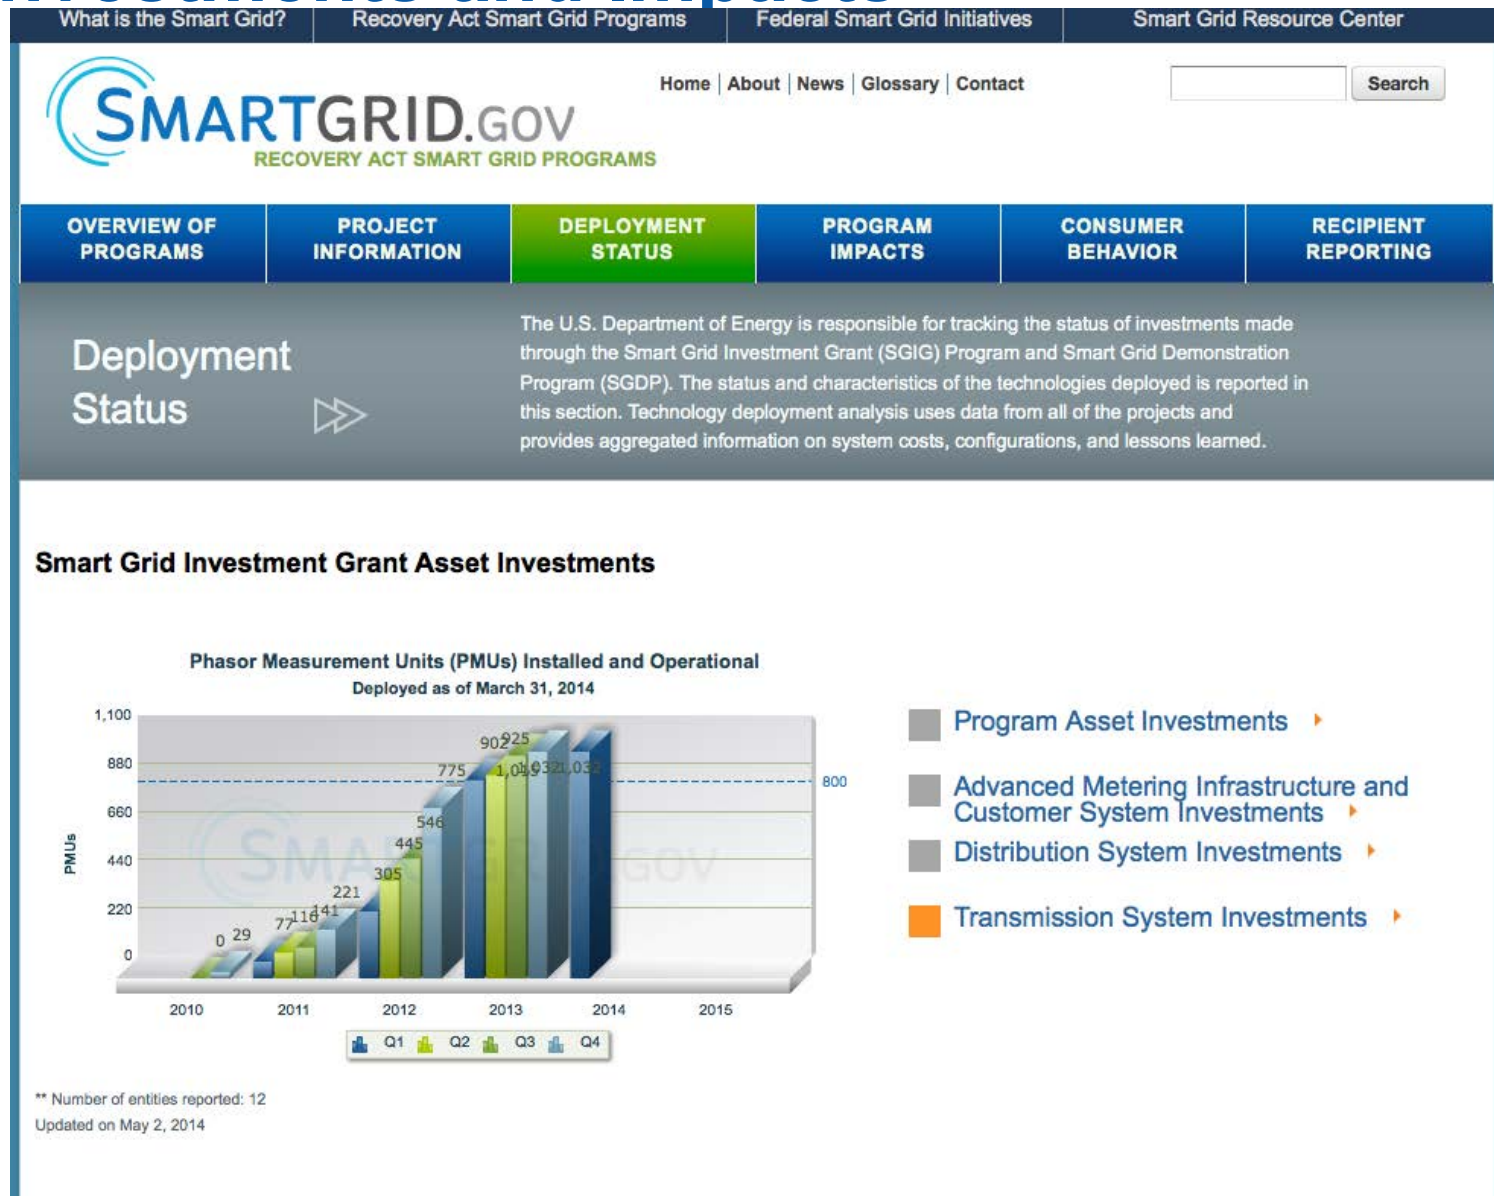 What is the Smart Grid?
Recovery Act Smart Grid Programs
Federal Smart Grid Initiatives
Smart Grid Resource Center
Home | About | News | Glossary | Contact
Search
SMARTGRID.GOV
RECOVERY ACT SMART GRID PROGRAMS
OVERVIEW OF
PROGRAMS
PROJECT
INFORMATION
DEPLOYMENT
STATUS
PROGRAM
IMPACTS
CONSUMER
BEHAVIOR
RECIPIENT
REPORTING
Deployment
Status
The U.S. Department of Energy is responsible for tracking the status of investments made
through the Smart Grid Investment Grant (SGIG) Program and Smart Grid Demonstration
Program (SGDP). The status and characteristics of the technologies deployed is reported in
this section. Technology deployment analysis uses data from all of the projects and
provides aggregated information on system costs, configurations, and lessons learned.
Smart Grid Investment Grant Asset Investments
Phasor Measurement Units (PMUs) Installed and Operational
Deployed as of March 31, 2014
1,100
880
660
440
220
0
PMUs
0
29
77
116
141
221
305
445
546
775
902
925
1,032
800
SMARTGRID.GOV
2010
2011
2012
2013
2014
2015
Q1
Q2
Q3
Q4
Program Asset Investments
Advanced Metering Infrastructure and
Customer System Investments
Distribution System Investments
Transmission System Investments
** Number of entities reported: 12
Updated on May 2, 2014